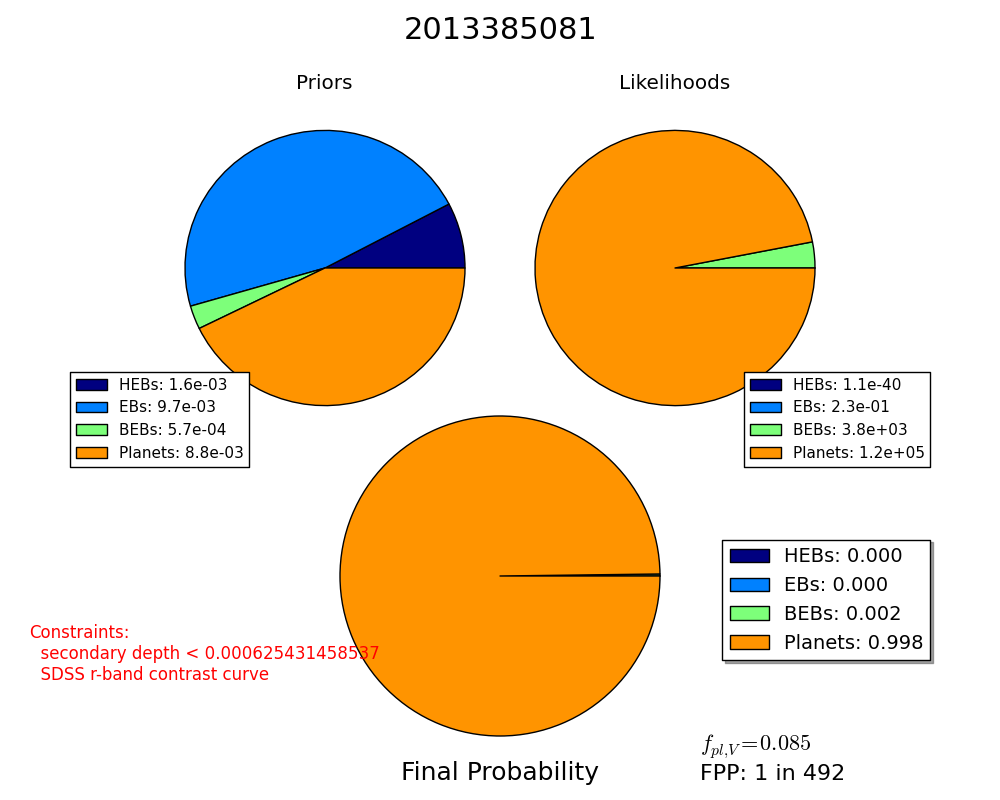 2013385081
Priors
Likelihoods
HEBs: 1.6e-03
EBs: 9.7e-03
BEBs: 5.7e-04
Planets: 8.8e-03
HEBs: 1.1e-40
EBs: 2.3e-01
BEBs: 3.8e+03
Planets: 1.2e+05
HEBs: 0.000
EBs: 0.000
BEBs: 0.002
Planets: 0.998
Constraints:
secondary depth < 0.000625431458537
SDSS r-band contrast curve
Final Probability
f_{pl,V}=0.085
FPP: 1 in 492